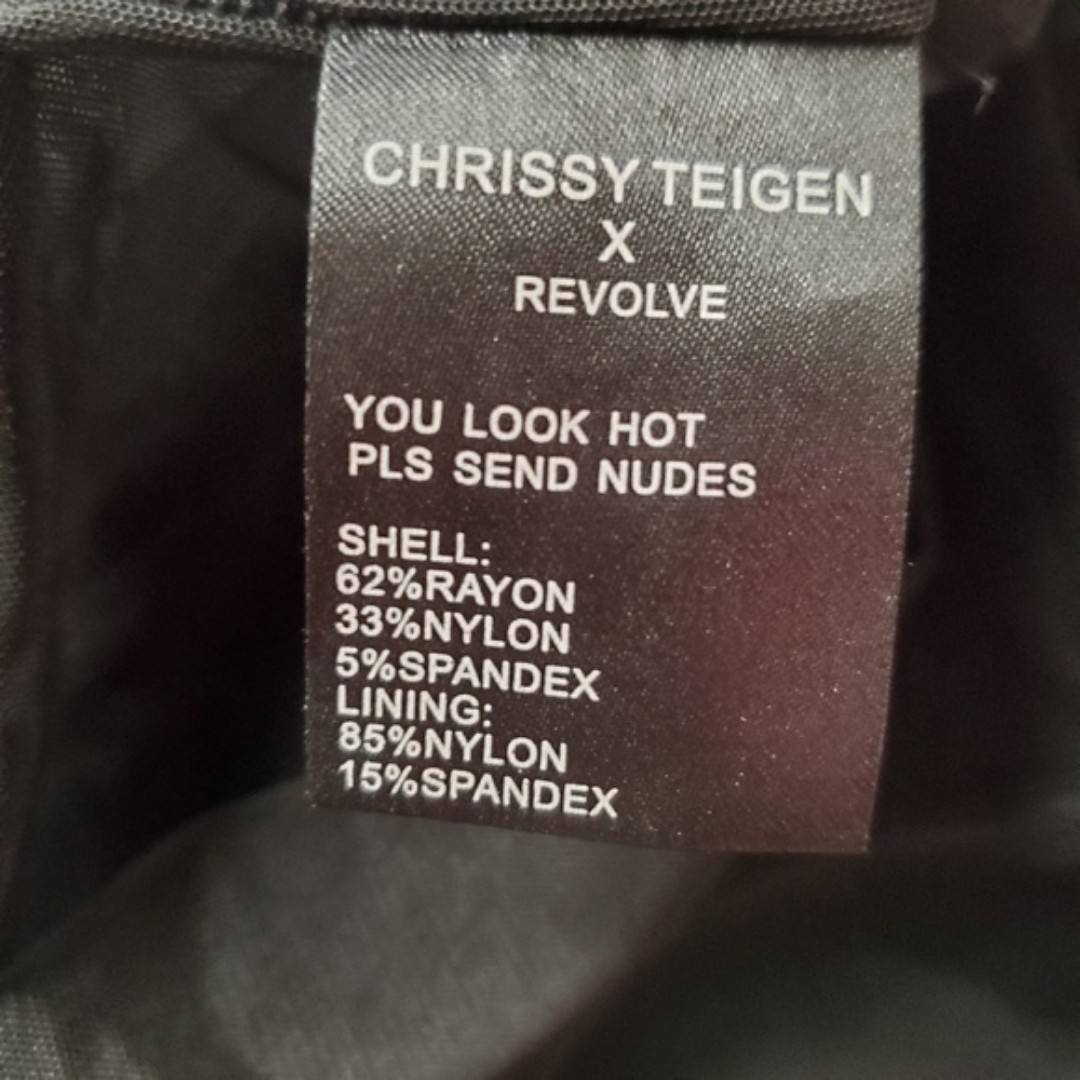 CHRISSY TEIGEN
X
REVOLVE
YOU LOOK HOT
PLS SEND NUDES
SHELL:
62%RAYON
33%NYLON
5%SPANDEX
LINING:
85%NYLON
15%SPANDEX